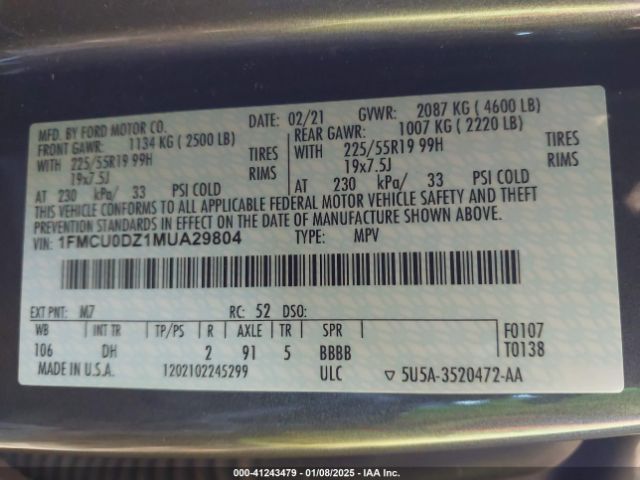 MFD. BY FORD MOTOR CO.
DATE: 02/21 GVWR: 2087 KG (4600 LB)
FRONT GAWR: 1134 KG (2500 LB) REAR GAWR: 1007 KG (2220 LB)
WITH 225/55R19 99H TIRES WITH 225/55R19 99H TIRES
19x7.5J RIMS 19x7.5J RIMS
AT 230 kPa/ 33 PSI COLD AT 230 kPa/ 33 PSI COLD
THIS VEHICLE CONFORMS TO ALL APPLICABLE FEDERAL MOTOR VEHICLE SAFETY AND THEFT
PREVENTION STANDARDS IN EFFECT ON THE DATE OF MANUFACTURE SHOWN ABOVE.
VIN: 1FMCU0DZ1MUA29804 TYPE: MPV
EXT PNT: M7 RC: 52 DSO:
WB INT TR TP/PS R AXLE TR SPR F0107
106 DH 2 91 5 BBBB T0138
MADE IN U.S.A. 1202102245299 ULC ▽ 5U5A-3520472-AA
000-41243479 - 01/08/2025 - IAA Inc.